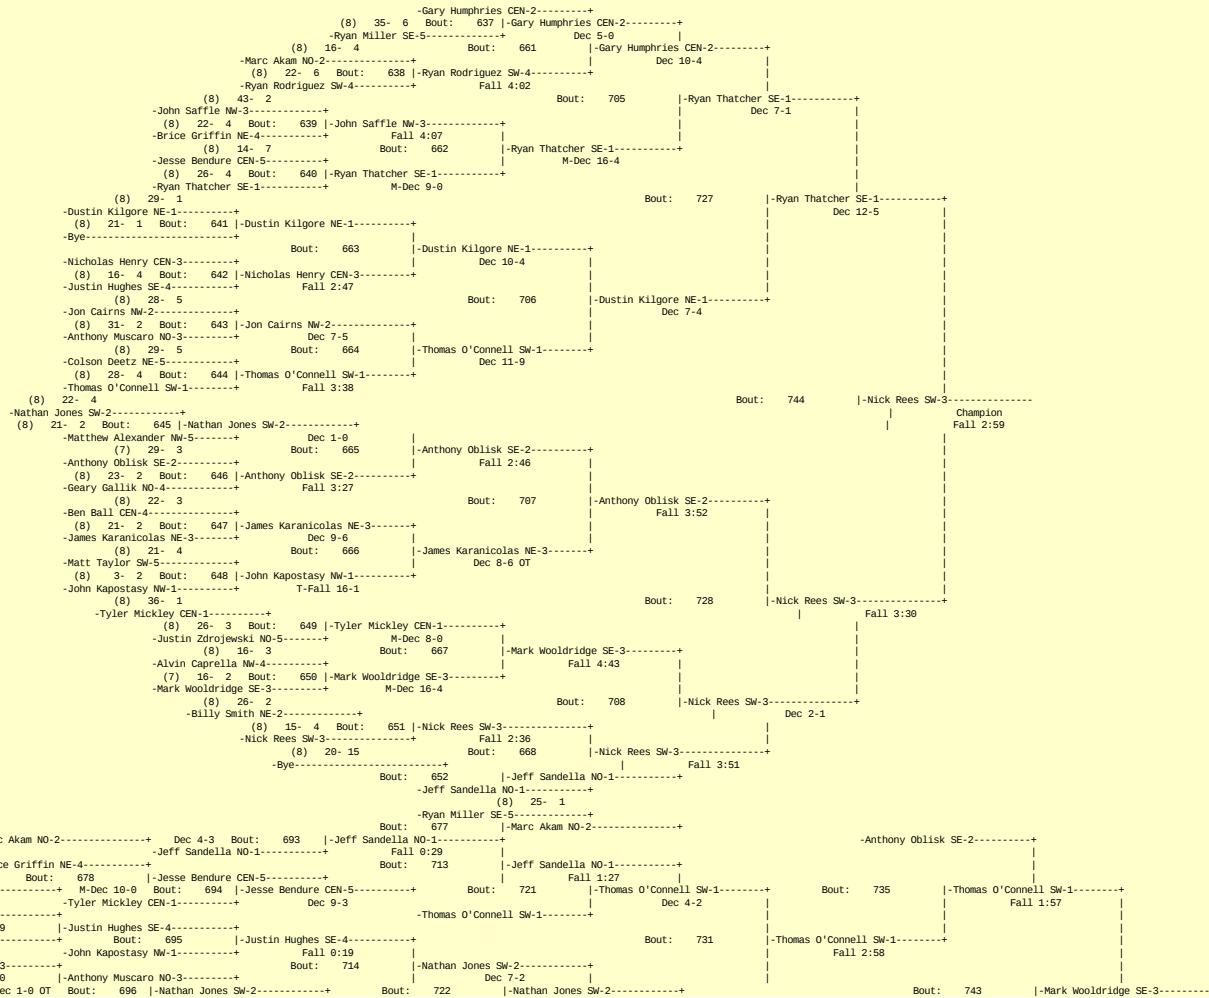 -Gary Humphries CEN-2---------+
(8) 35- 6 Bout: 637 |-Gary Humphries CEN-2---------+
-Ryan Miller SE-5-------------+ Dec 5-0 |
(8) 16- 4 Bout: 661 |-Gary Humphries CEN-2---------+
-Marc Akam NO-2---------------+ | Dec 10-4 |
(8) 22- 6 Bout: 638 |-Ryan Rodriguez SW-4----------+ |
-Ryan Rodriguez SW-4----------+ Fall 4:02 |
(8) 43- 2 Bout: 705 |-Ryan Thatcher SE-1-----------+
-John Saffle NW-3-------------+ | Dec 7-1 |
(8) 22- 4 Bout: 639 |-John Saffle NW-3-------------+ | |
-Brice Griffin NE-4-----------+ Fall 4:07 | | |
(8) 14- 7 Bout: 662 |-Ryan Thatcher SE-1-----------+ |
-Jesse Bendure CEN-5----------+ | M-Dec 16-4 |
(8) 26- 4 Bout: 640 |-Ryan Thatcher SE-1-----------+ |
-Ryan Thatcher SE-1-----------+ M-Dec 9-0 |
(8) 29- 1 Bout: 727 |-Ryan Thatcher SE-1-----------+
-Dustin Kilgore NE-1----------+ | Dec 12-5 |
(8) 21- 1 Bout: 641 |-Dustin Kilgore NE-1----------+ | |
-Bye--------------------------+ | | |
Bout: 663 |-Dustin Kilgore NE-1----------+ | |
-Nicholas Henry CEN-3---------+ | Dec 10-4 | | |
(8) 16- 4 Bout: 642 |-Nicholas Henry CEN-3---------+ | | |
-Justin Hughes SE-4-----------+ Fall 2:47 | | |
(8) 28- 5 Bout: 706 |-Dustin Kilgore NE-1----------+ |
-Jon Cairns NW-2--------------+ | Dec 7-4 |
(8) 31- 2 Bout: 643 |-Jon Cairns NW-2--------------+ | |
-Anthony Muscaro NO-3---------+ Dec 7-5 | | |
(8) 29- 5 Bout: 664 |-Thomas O'Connell SW-1--------+ |
-Colson Deetz NE-5------------+ | Dec 11-9 |
(8) 28- 4 Bout: 644 |-Thomas O'Connell SW-1--------+ |
-Thomas O'Connell SW-1--------+ Fall 3:38 |
(8) 22- 4 Bout: 744 |-Nick Rees SW-3--------------
-Nathan Jones SW-2------------+ | Champion
(8) 21- 2 Bout: 645 |-Nathan Jones SW-2------------+ | Fall 2:59
-Matthew Alexander NW-5-------+ Dec 1-0 | |
(7) 29- 3 Bout: 665 |-Anthony Oblisk SE-2----------+ |
-Anthony Oblisk SE-2----------+ | Fall 2:46 | |
(8) 23- 2 Bout: 646 |-Anthony Oblisk SE-2----------+ | |
-Geary Gallik NO-4------------+ Fall 3:27 | |
(8) 22- 3 Bout: 707 |-Anthony Oblisk SE-2----------+ |
-Ben Ball CEN-4---------------+ | Fall 3:52 | |
(8) 21- 2 Bout: 647 |-James Karanicolas NE-3-------+ | | |
-James Karanicolas NE-3-------+ Dec 9-6 | | | |
(8) 21- 4 Bout: 666 |-James Karanicolas NE-3-------+ | |
-Matt Taylor SW-5-------------+ | Dec 8-6 OT | |
(8) 3- 2 Bout: 648 |-John Kapostasy NW-1----------+ | |
-John Kapostasy NW-1----------+ T-Fall 16-1 | |
(8) 36- 1 Bout: 728 |-Nick Rees SW-3---------------+
-Tyler Mickley CEN-1----------+ | Fall 3:30
(8) 26- 3 Bout: 649 |-Tyler Mickley CEN-1----------+ |
-Justin Zdrojewski NO-5-------+ M-Dec 8-0 | |
(8) 16- 3 Bout: 667 |-Mark Wooldridge SE-3---------+ |
-Alvin Caprella NW-4----------+ | Fall 4:43 | |
(7) 16- 2 Bout: 650 |-Mark Wooldridge SE-3---------+ | |
-Mark Wooldridge SE-3---------+ M-Dec 16-4 | |
(8) 26- 2 Bout: 708 |-Nick Rees SW-3---------------+
-Billy Smith NE-2-------------+ | Dec 2-1
(8) 15- 4 Bout: 651 |-Nick Rees SW-3---------------+ |
-Nick Rees SW-3---------------+ Fall 2:36 | |
(8) 20- 15 Bout: 668 |-Nick Rees SW-3---------------+
-Bye--------------------------+ | Fall 3:51
Bout: 652 |-Jeff Sandella NO-1-----------+
-Jeff Sandella NO-1-----------+
(8) 25- 1
-Ryan Miller SE-5-------------+
Bout: 677 |-Marc Akam NO-2---------------+
c Akam NO-2---------------+ Dec 4-3 Bout: 693 |-Jeff Sandella NO-1-----------+ -Anthony Oblisk SE-2----------+
-Jeff Sandella NO-1-----------+ Fall 0:29 | |
ce Griffin NE-4-----------+ Bout: 713 |-Jeff Sandella NO-1-----------+ |
Bout: 678 |-Jesse Bendure CEN-5----------+ | Fall 1:27 | |
----------+ M-Dec 10-0 Bout: 694 |-Jesse Bendure CEN-5----------+ Bout: 721 |-Thomas O'Connell SW-1--------+ Bout: 735 |-Thomas O'Connell SW-1--------+
-Tyler Mickley CEN-1----------+ Dec 9-3 | Dec 4-2 | | Fall 1:57 |
----------+ -Thomas O'Connell SW-1--------+ | | |
9 |-Justin Hughes SE-4-----------+ | | |
----------+ Bout: 695 |-Justin Hughes SE-4-----------+ Bout: 731 |-Thomas O'Connell SW-1--------+ |
-John Kapostasy NW-1----------+ Fall 0:19 | | Fall 2:58 |
3---------+ Bout: 714 |-Nathan Jones SW-2------------+ | |
0 |-Anthony Muscaro NO-3---------+ | Dec 7-2 | | |
ec 1-0 OT Bout: 696 |-Nathan Jones SW-2------------+ Bout: 722 |-Nathan Jones SW-2------------+ Bout: 743 |-Mark Wooldridge SE-3---------